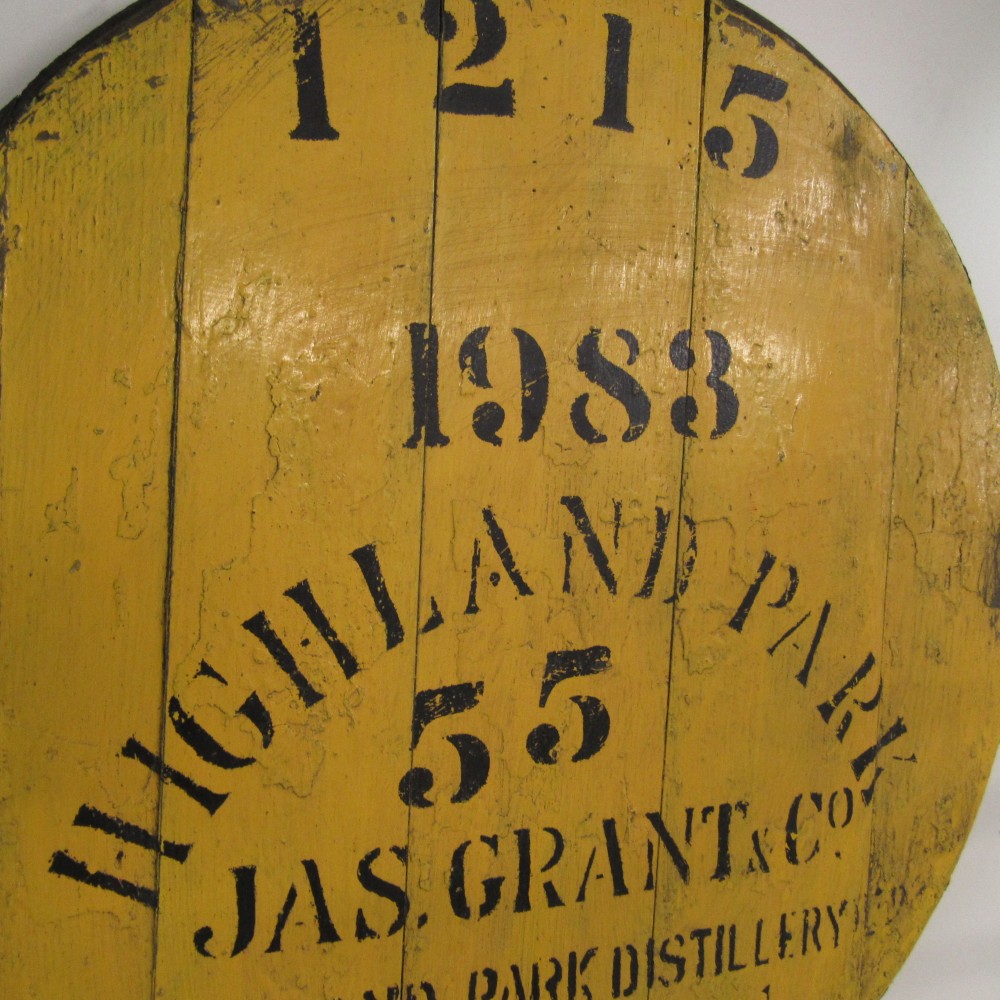 1215
1983
HIGHLAND PARK
55
JAS. GRANT & Co
PARK DISTILLERY